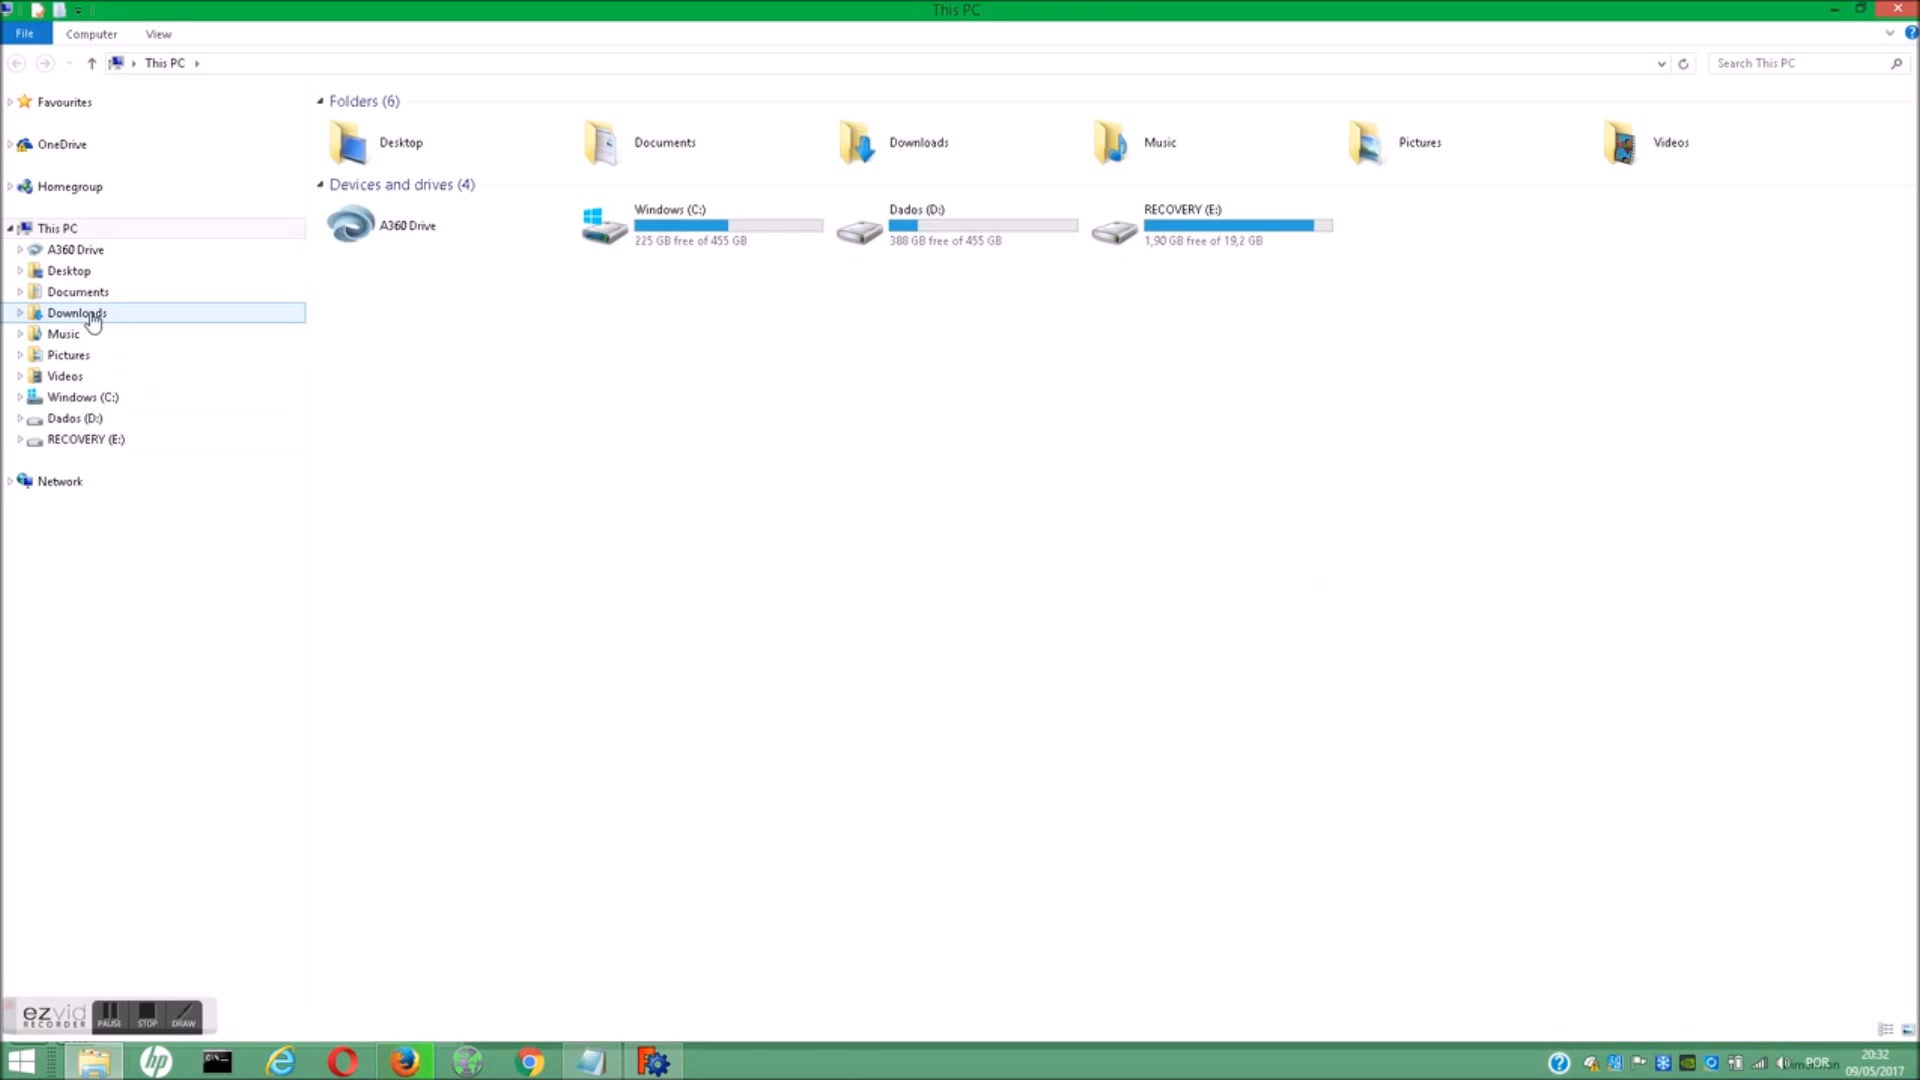 This PC
File Computer View
This PC
Search This PC
Favourites
OneDrive
Homegroup
This PC
A360 Drive
Desktop
Documents
Downloads
Music
Pictures
Videos
Windows (C:)
Dados (D:)
RECOVERY (E:)
Network
Folders (6)
Desktop Documents Downloads Music Pictures Videos
Devices and drives (4)
A360 Drive
Windows (C:)
225 GB free of 455 GB
Dados (D:)
388 GB free of 455 GB
RECOVERY (E:)
1,90 GB free of 19,2 GB
ezvid
RECORDER
PAUSE STOP DRAW
hp
POR
20:32
09/05/2017